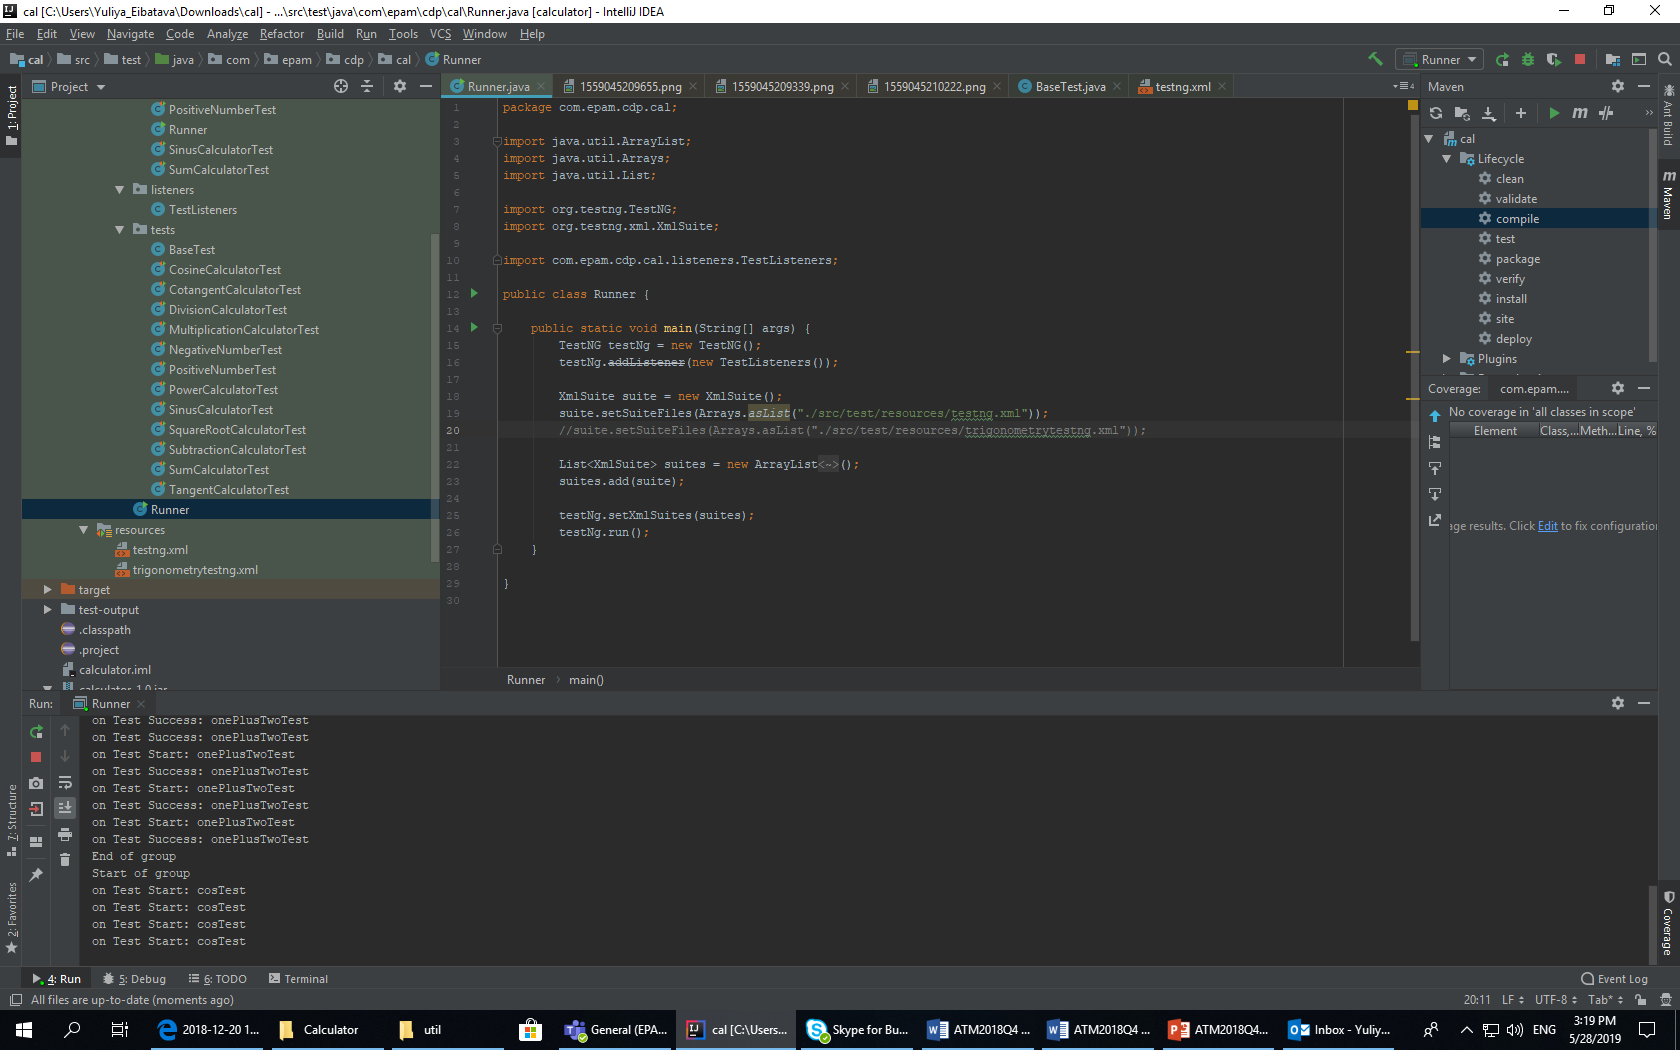 cal [C:\Users\Yuliya_Eibatava\Downloads\cal] - ...\src\test\java\com\epam\cdp\cal\Runner.java [calculator] - IntelliJ IDEA
File Edit View Navigate Code Analyze Refactor Build Run Tools VCS Window Help
cal src test java com epam cdp cal Runner
Runner
1: Project
Project
PositiveNumberTest
Runner
SinusCalculatorTest
SumCalculatorTest
listeners
TestListeners
tests
BaseTest
CosineCalculatorTest
CotangentCalculatorTest
DivisionCalculatorTest
MultiplicationCalculatorTest
NegativeNumberTest
PositiveNumberTest
PowerCalculatorTest
SinusCalculatorTest
SquareRootCalculatorTest
SubtractionCalculatorTest
SumCalculatorTest
TangentCalculatorTest
Runner
resources
testng.xml
trigonometrytestng.xml
target
test-output
.classpath
.project
calculator.iml
calculator-1.0.jar
Runner.java 1559045209655.png 1559045209339.png 1559045210222.png BaseTest.java testng.xml
4
1 package com.epam.cdp.cal;
2
3 import java.util.ArrayList;
4 import java.util.Arrays;
5 import java.util.List;
6
7 import org.testng.TestNG;
8 import org.testng.xml.XmlSuite;
9
10 import com.epam.cdp.cal.listeners.TestListeners;
11
12 public class Runner {
13
14 public static void main(String[] args) {
15 TestNG testNg = new TestNG();
16 testNg.addListener(new TestListeners());
17
18 XmlSuite suite = new XmlSuite();
19 suite.setSuiteFiles(Arrays.asList("./src/test/resources/testng.xml"));
20 //suite.setSuiteFiles(Arrays.asList("./src/test/resources/trigonometrytestng.xml"));
21
22 List<XmlSuite> suites = new ArrayList<~>();
23 suites.add(suite);
24
25 testNg.setXmlSuites(suites);
26 testNg.run();
27 }
28
29 }
30
Runner main()
Maven
cal
Lifecycle
clean
validate
compile
test
package
verify
install
site
deploy
Plugins
Coverage: com.epam....
No coverage in 'all classes in scope'
Element Class,... Meth... Line, %
age results. Click Edit to fix configuration
Ant Build
Maven
Coverage
Run: Runner
on Test Success: onePlusTwoTest
on Test Success: onePlusTwoTest
on Test Start: onePlusTwoTest
on Test Success: onePlusTwoTest
on Test Start: onePlusTwoTest
on Test Success: onePlusTwoTest
on Test Start: onePlusTwoTest
on Test Success: onePlusTwoTest
End of group
Start of group
on Test Start: cosTest
on Test Start: cosTest
on Test Start: cosTest
on Test Start: cosTest
7: Structure
2: Favorites
4: Run 5: Debug 6: TODO Terminal Event Log
All files are up-to-date (moments ago) 20:11 LF UTF-8 Tab*
2018-12-20 1... Calculator util General (EPA... cal [C:\Users... Skype for Bu... ATM2018Q4 ... ATM2018Q4 ... ATM2018Q4... Inbox - Yuliy... ENG 3:19 PM
5/28/2019